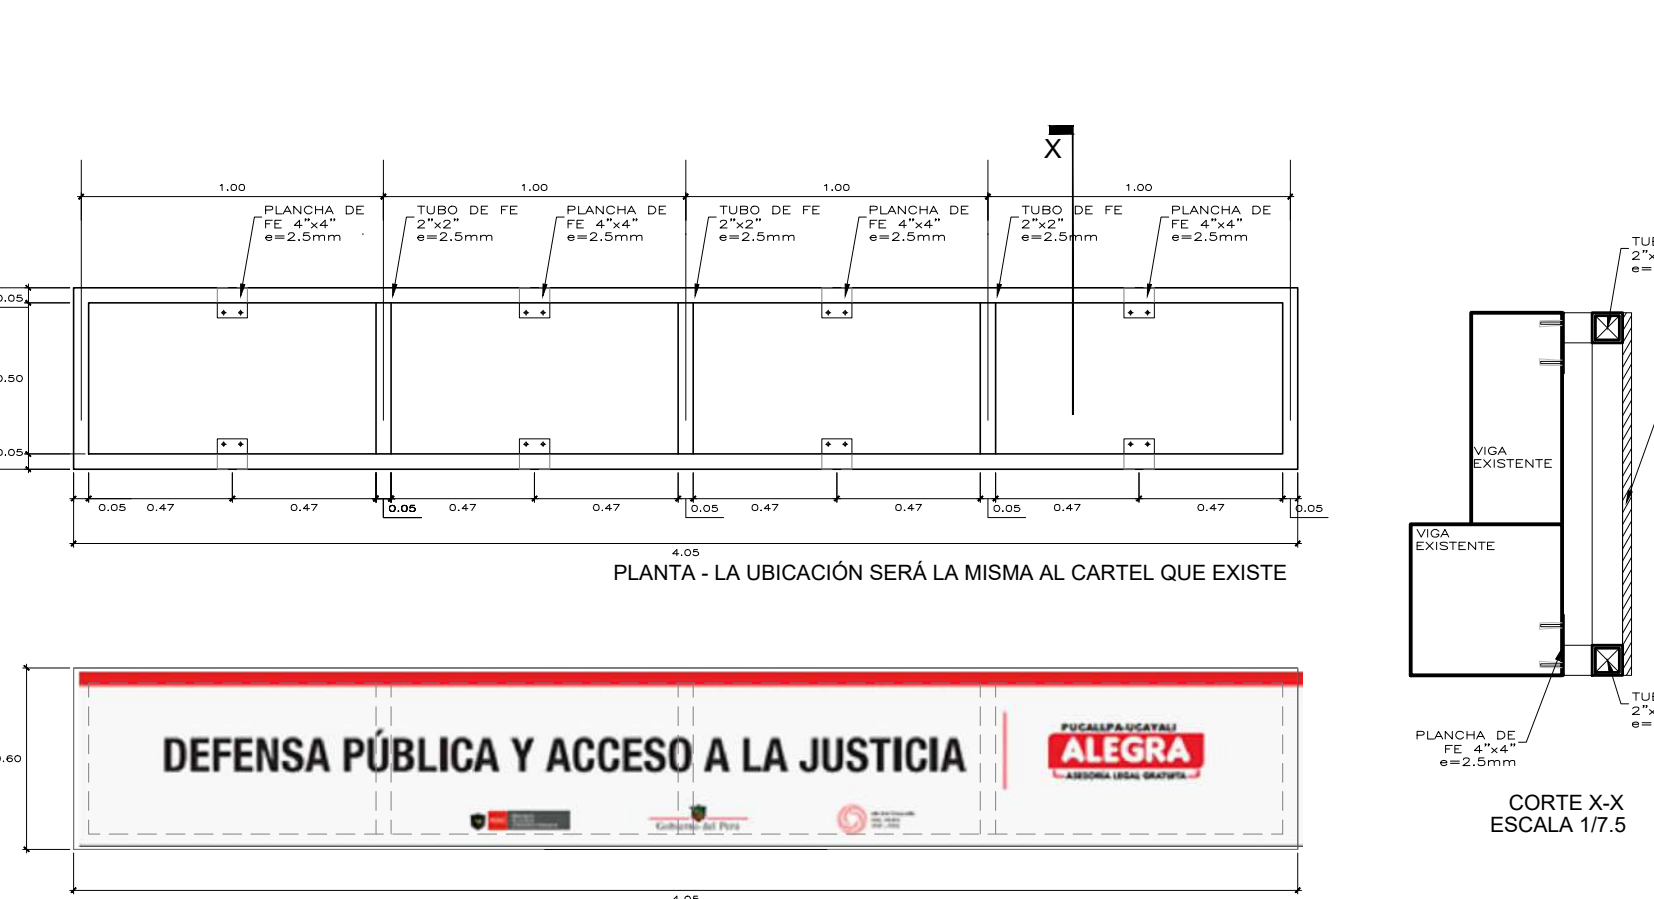 X
1.00
1.00
1.00
1.00
PLANCHA DE
FE 4"x4"
e=2.5mm
TUBO DE FE
2"x2"
e=2.5mm
PLANCHA DE
FE 4"x4"
e=2.5mm
TUBO DE FE
2"x2"
e=2.5mm
PLANCHA DE
FE 4"x4"
e=2.5mm
TUBO DE FE
2"x2"
e=2.5mm
PLANCHA DE
FE 4"x4"
e=2.5mm
0.05
0.50
0.05
0.05
0.47
0.47
0.05
0.47
0.47
0.05
0.47
0.47
0.05
0.47
0.47
0.05
4.05
PLANTA - LA UBICACIÓN SERÁ LA MISMA AL CARTEL QUE EXISTE
0.60
DEFENSA PÚBLICA Y ACCESO A LA JUSTICIA
PUCALLPA-UCAYALI
ALEGRA
ASESORÍA LEGAL GRATUITA
Gobierno del Perú
4.05
VIGA
EXISTENTE
VIGA
EXISTENTE
PLANCHA DE
FE 4"x4"
e=2.5mm
CORTE X-X
ESCALA 1/7.5